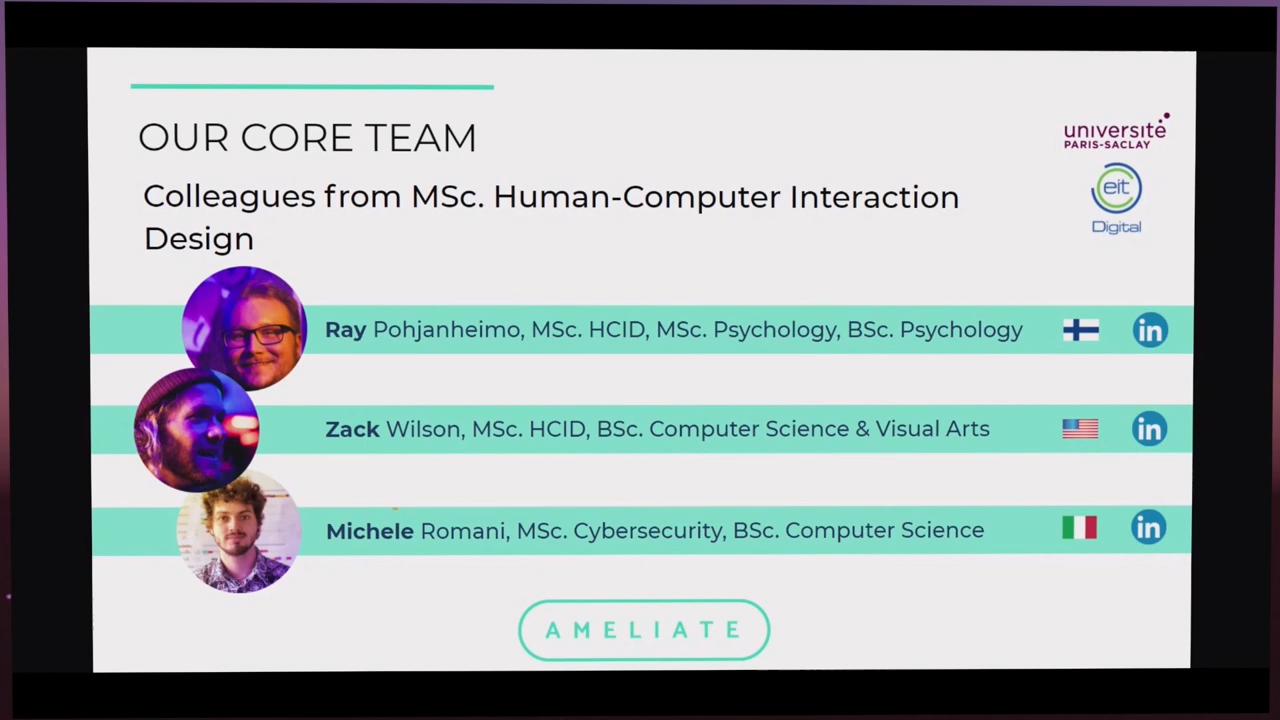 OUR CORE TEAM
Colleagues from MSc. Human-Computer Interaction
Design
université
PARIS-SACLAY
eit
Digital
Ray Pohjanheimo, MSc. HCID, MSc. Psychology, BSc. Psychology
in
Zack Wilson, MSc. HCID, BSc. Computer Science & Visual Arts
in
Michele Romani, MSc. Cybersecurity, BSc. Computer Science
in
AMELIATE